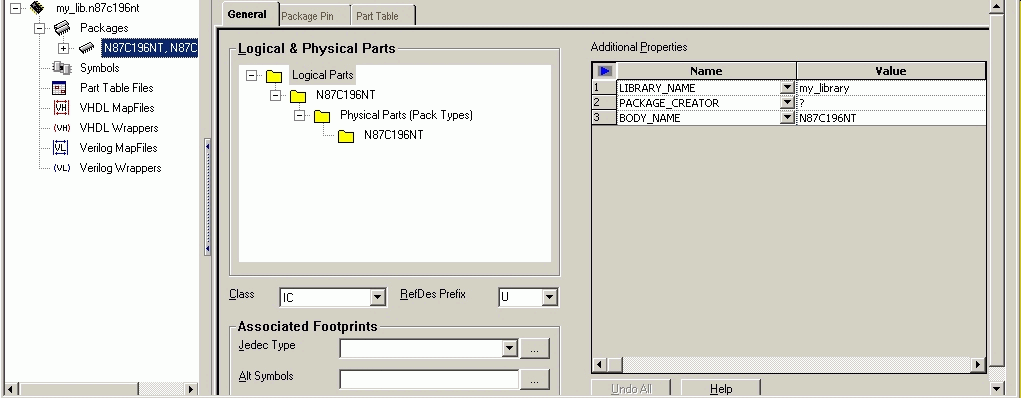 my_lib.n87c196nt
Packages
N87C196NT, N87C
Symbols
Part Table Files
VHDL MapFiles
VHDL Wrappers
Verilog MapFiles
Verilog Wrappers
General Package Pin Part Table
Logical & Physical Parts
Logical Parts
N87C196NT
Physical Parts (Pack Types)
N87C196NT
Class IC RefDes Prefix U
Associated Footprints
Jedec Type ...
Alt Symbols ...
Additional Properties
Name Value
1 LIBRARY_NAME my_library
2 PACKAGE_CREATOR ?
3 BODY_NAME N87C196NT
Undo All Help